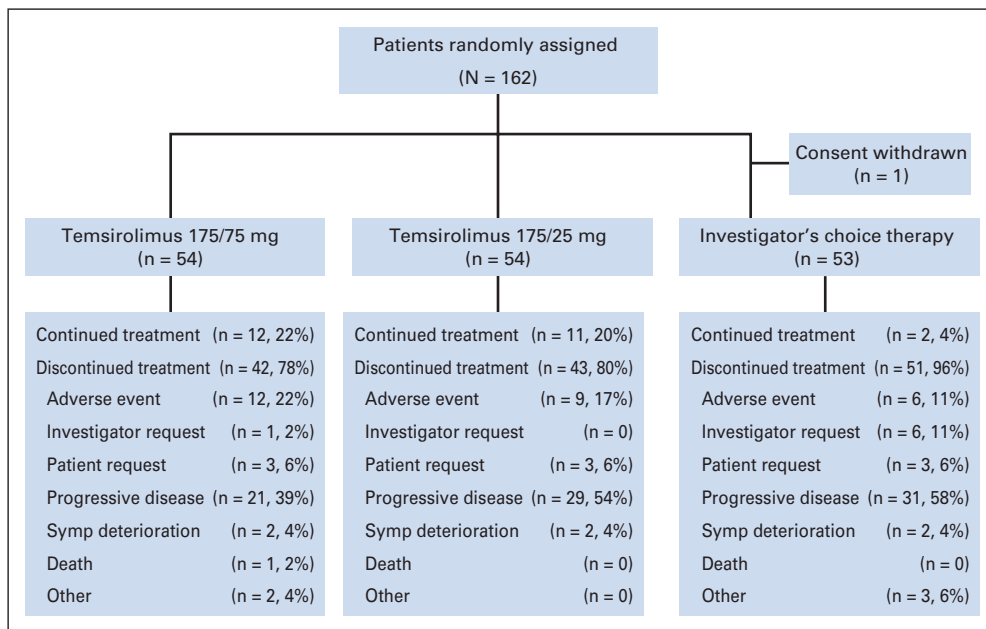 Patients randomly assigned
(N = 162)
Consent withdrawn
(n = 1)
Temsirolimus 175/75 mg
(n = 54)
Temsirolimus 175/25 mg
(n = 54)
Investigator's choice therapy
(n = 53)
Continued treatment (n = 12, 22%)
Discontinued treatment (n = 42, 78%)
Adverse event (n = 12, 22%)
Investigator request (n = 1, 2%)
Patient request (n = 3, 6%)
Progressive disease (n = 21, 39%)
Symp deterioration (n = 2, 4%)
Death (n = 1, 2%)
Other (n = 2, 4%)
Continued treatment (n = 11, 20%)
Discontinued treatment (n = 43, 80%)
Adverse event (n = 9, 17%)
Investigator request (n = 0)
Patient request (n = 3, 6%)
Progressive disease (n = 29, 54%)
Symp deterioration (n = 2, 4%)
Death (n = 0)
Other (n = 0)
Continued treatment (n = 2, 4%)
Discontinued treatment (n = 51, 96%)
Adverse event (n = 6, 11%)
Investigator request (n = 6, 11%)
Patient request (n = 3, 6%)
Progressive disease (n = 31, 58%)
Symp deterioration (n = 2, 4%)
Death (n = 0)
Other (n = 3, 6%)